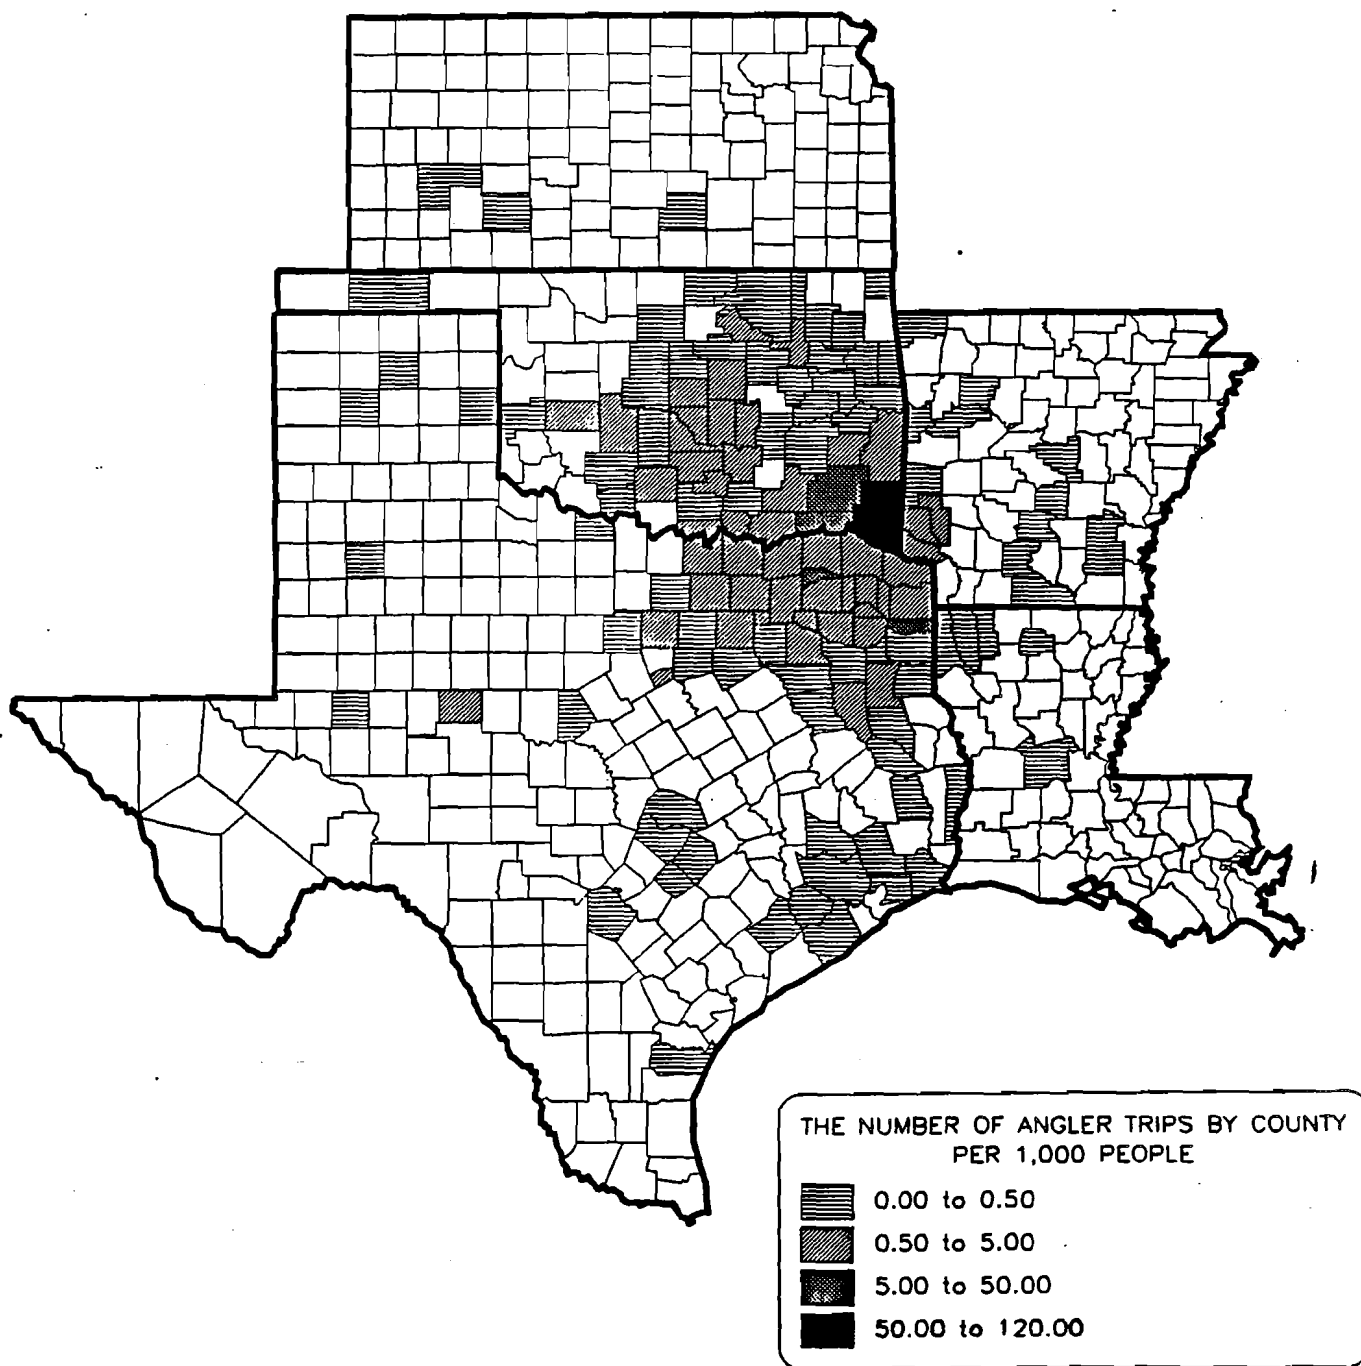 THE NUMBER OF ANGLER TRIPS BY COUNTY
PER 1,000 PEOPLE
0.00 to 0.50
0.50 to 5.00
5.00 to 50.00
50.00 to 120.00